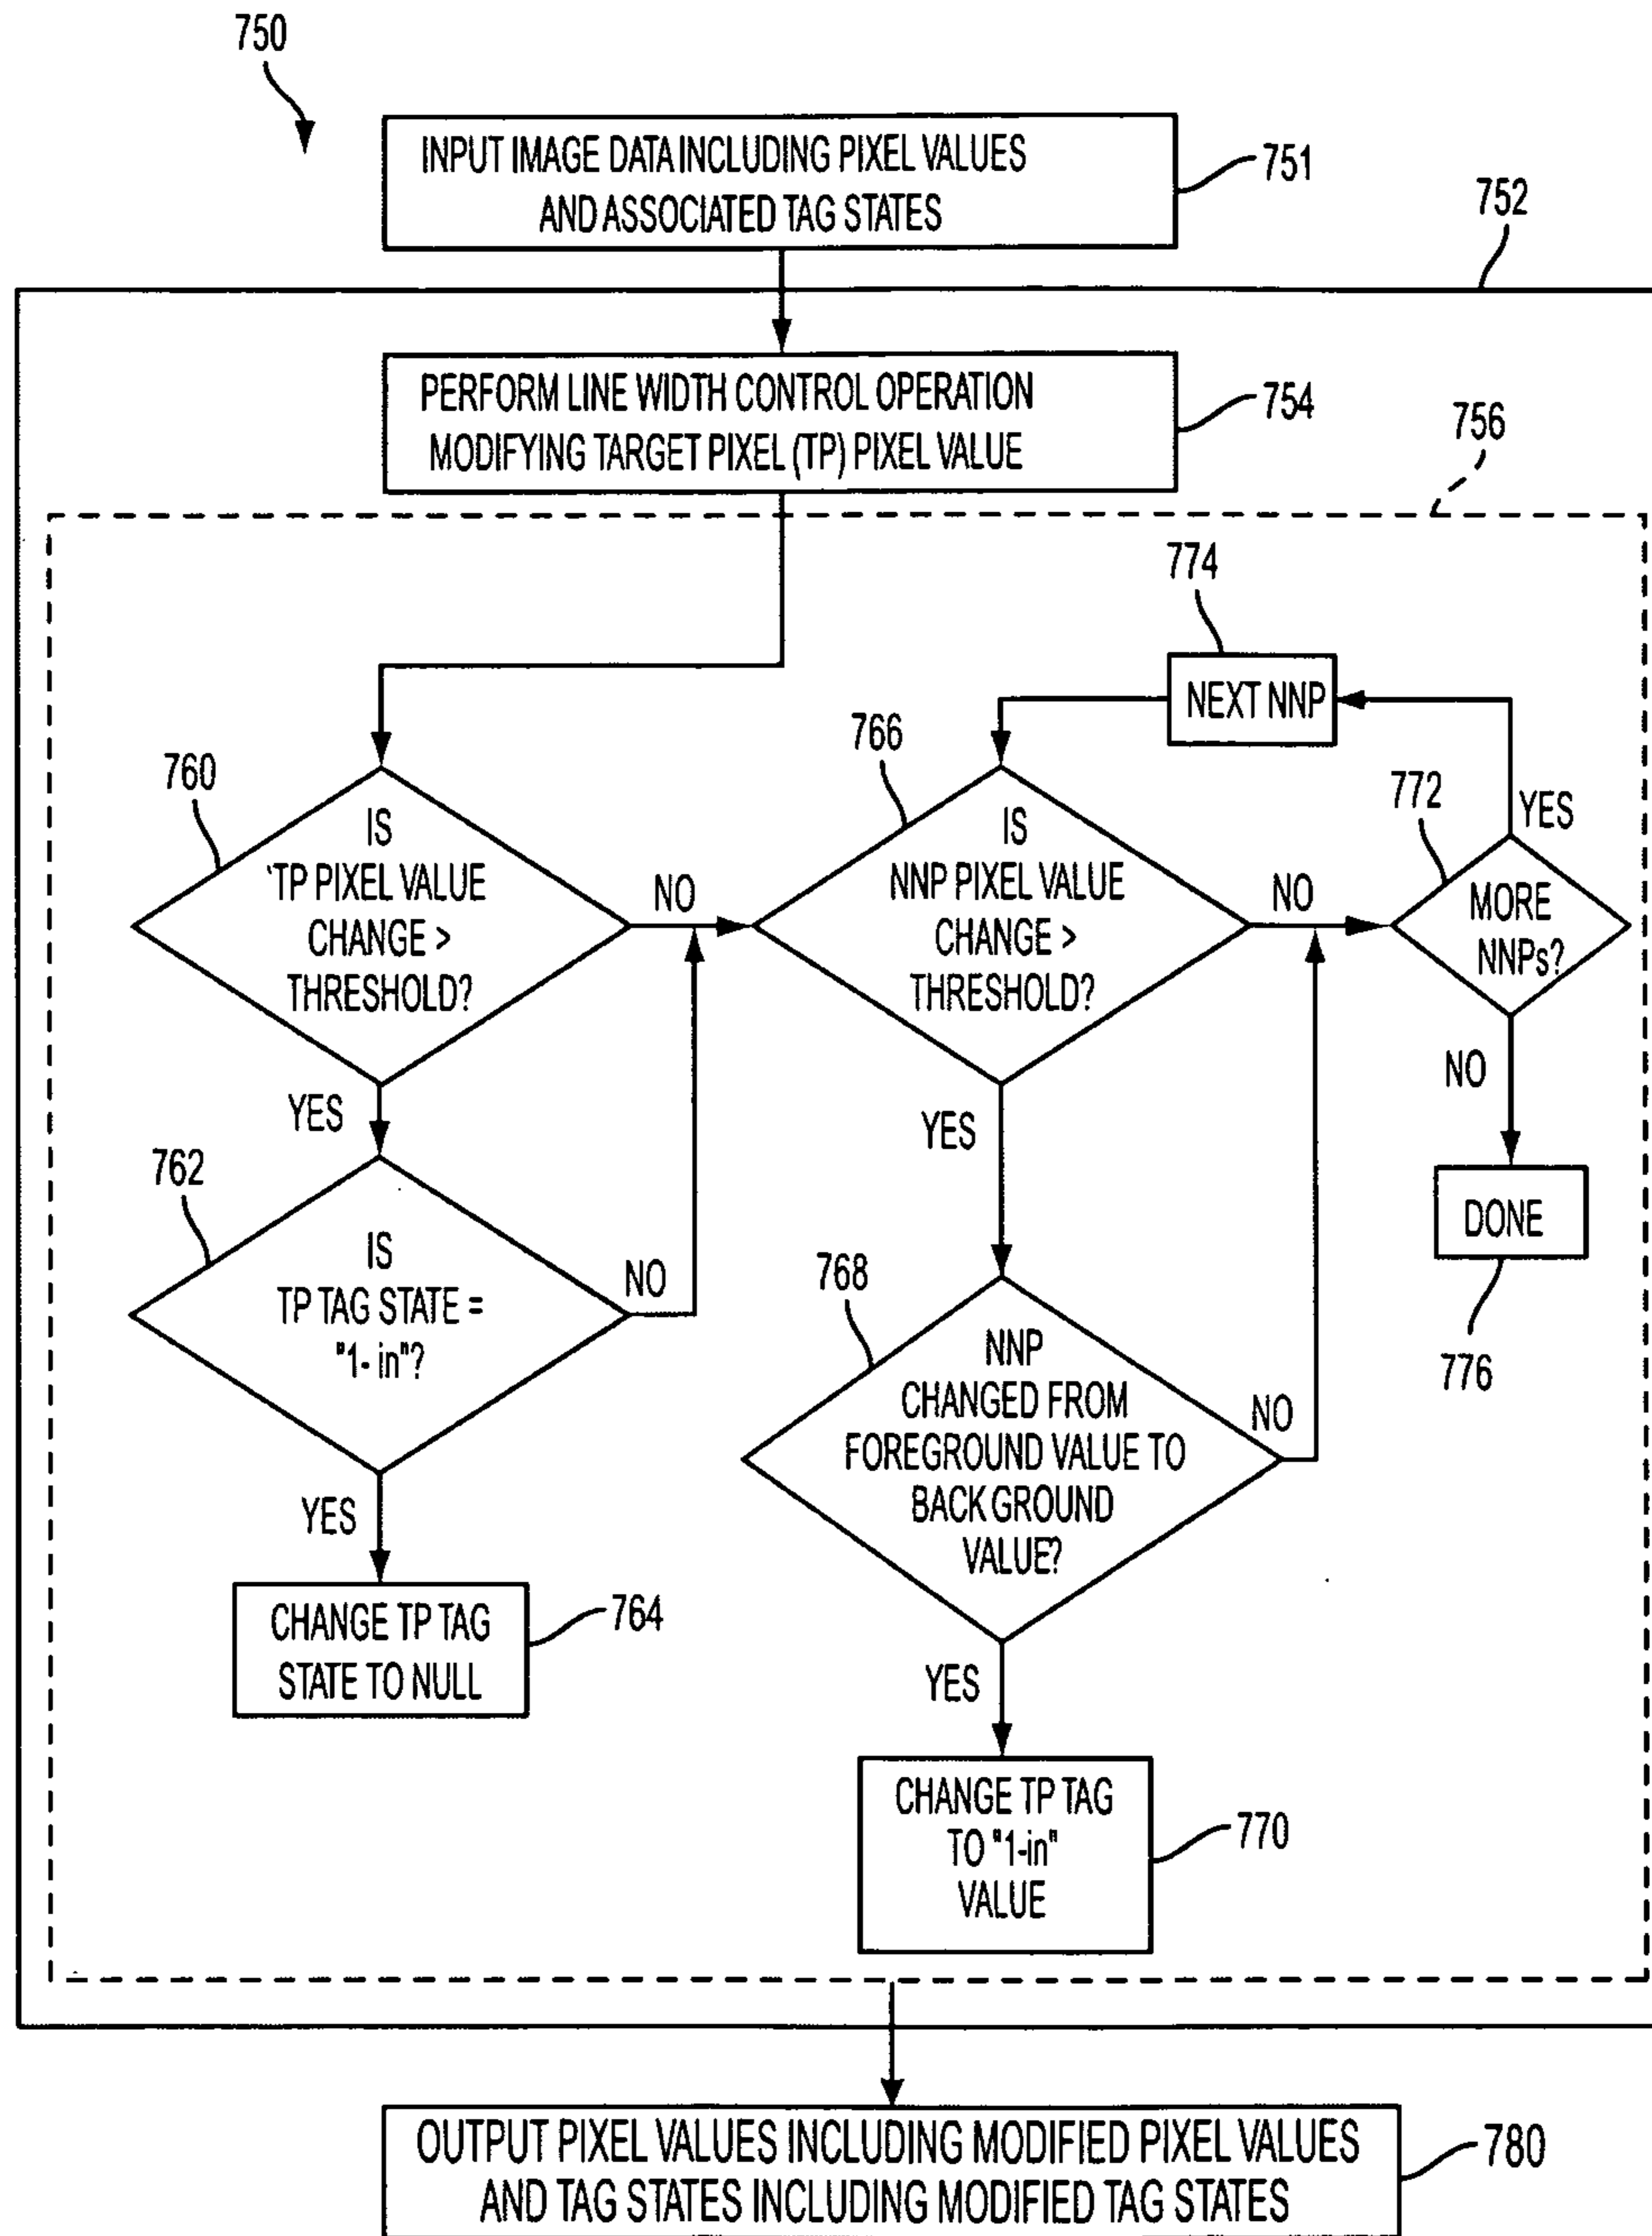 750
INPUT IMAGE DATA INCLUDING PIXEL VALUES
AND ASSOCIATED TAG STATES
751
752
PERFORM LINE WIDTH CONTROL OPERATION
MODIFYING TARGET PIXEL (TP) PIXEL VALUE
754
756
774
NEXT NNP
760
IS
'TP PIXEL VALUE
CHANGE >
THRESHOLD?
NO
YES
766
IS
NNP PIXEL VALUE
CHANGE >
THRESHOLD?
NO
YES
772
YES
MORE
NNPs?
NO
DONE
776
762
IS
TP TAG STATE =
"1- in"?
NO
YES
CHANGE TP TAG
STATE TO NULL
764
768
NNP
CHANGED FROM
FOREGROUND VALUE TO
BACK GROUND
VALUE?
NO
YES
CHANGE TP TAG
TO "1-in"
VALUE
770
OUTPUT PIXEL VALUES INCLUDING MODIFIED PIXEL VALUES
AND TAG STATES INCLUDING MODIFIED TAG STATES
780